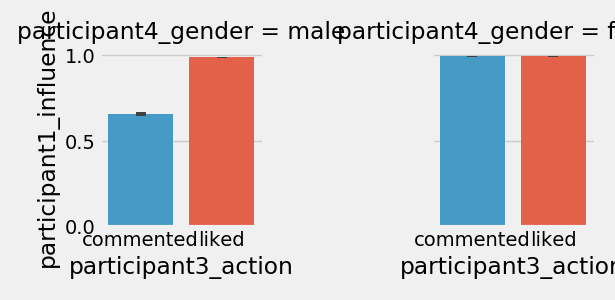 participant4_gender = male
participant4_gender = f
participant1_influence
1.0
0.5
0.0
commented liked
commented liked
participant3_action
participant3_action